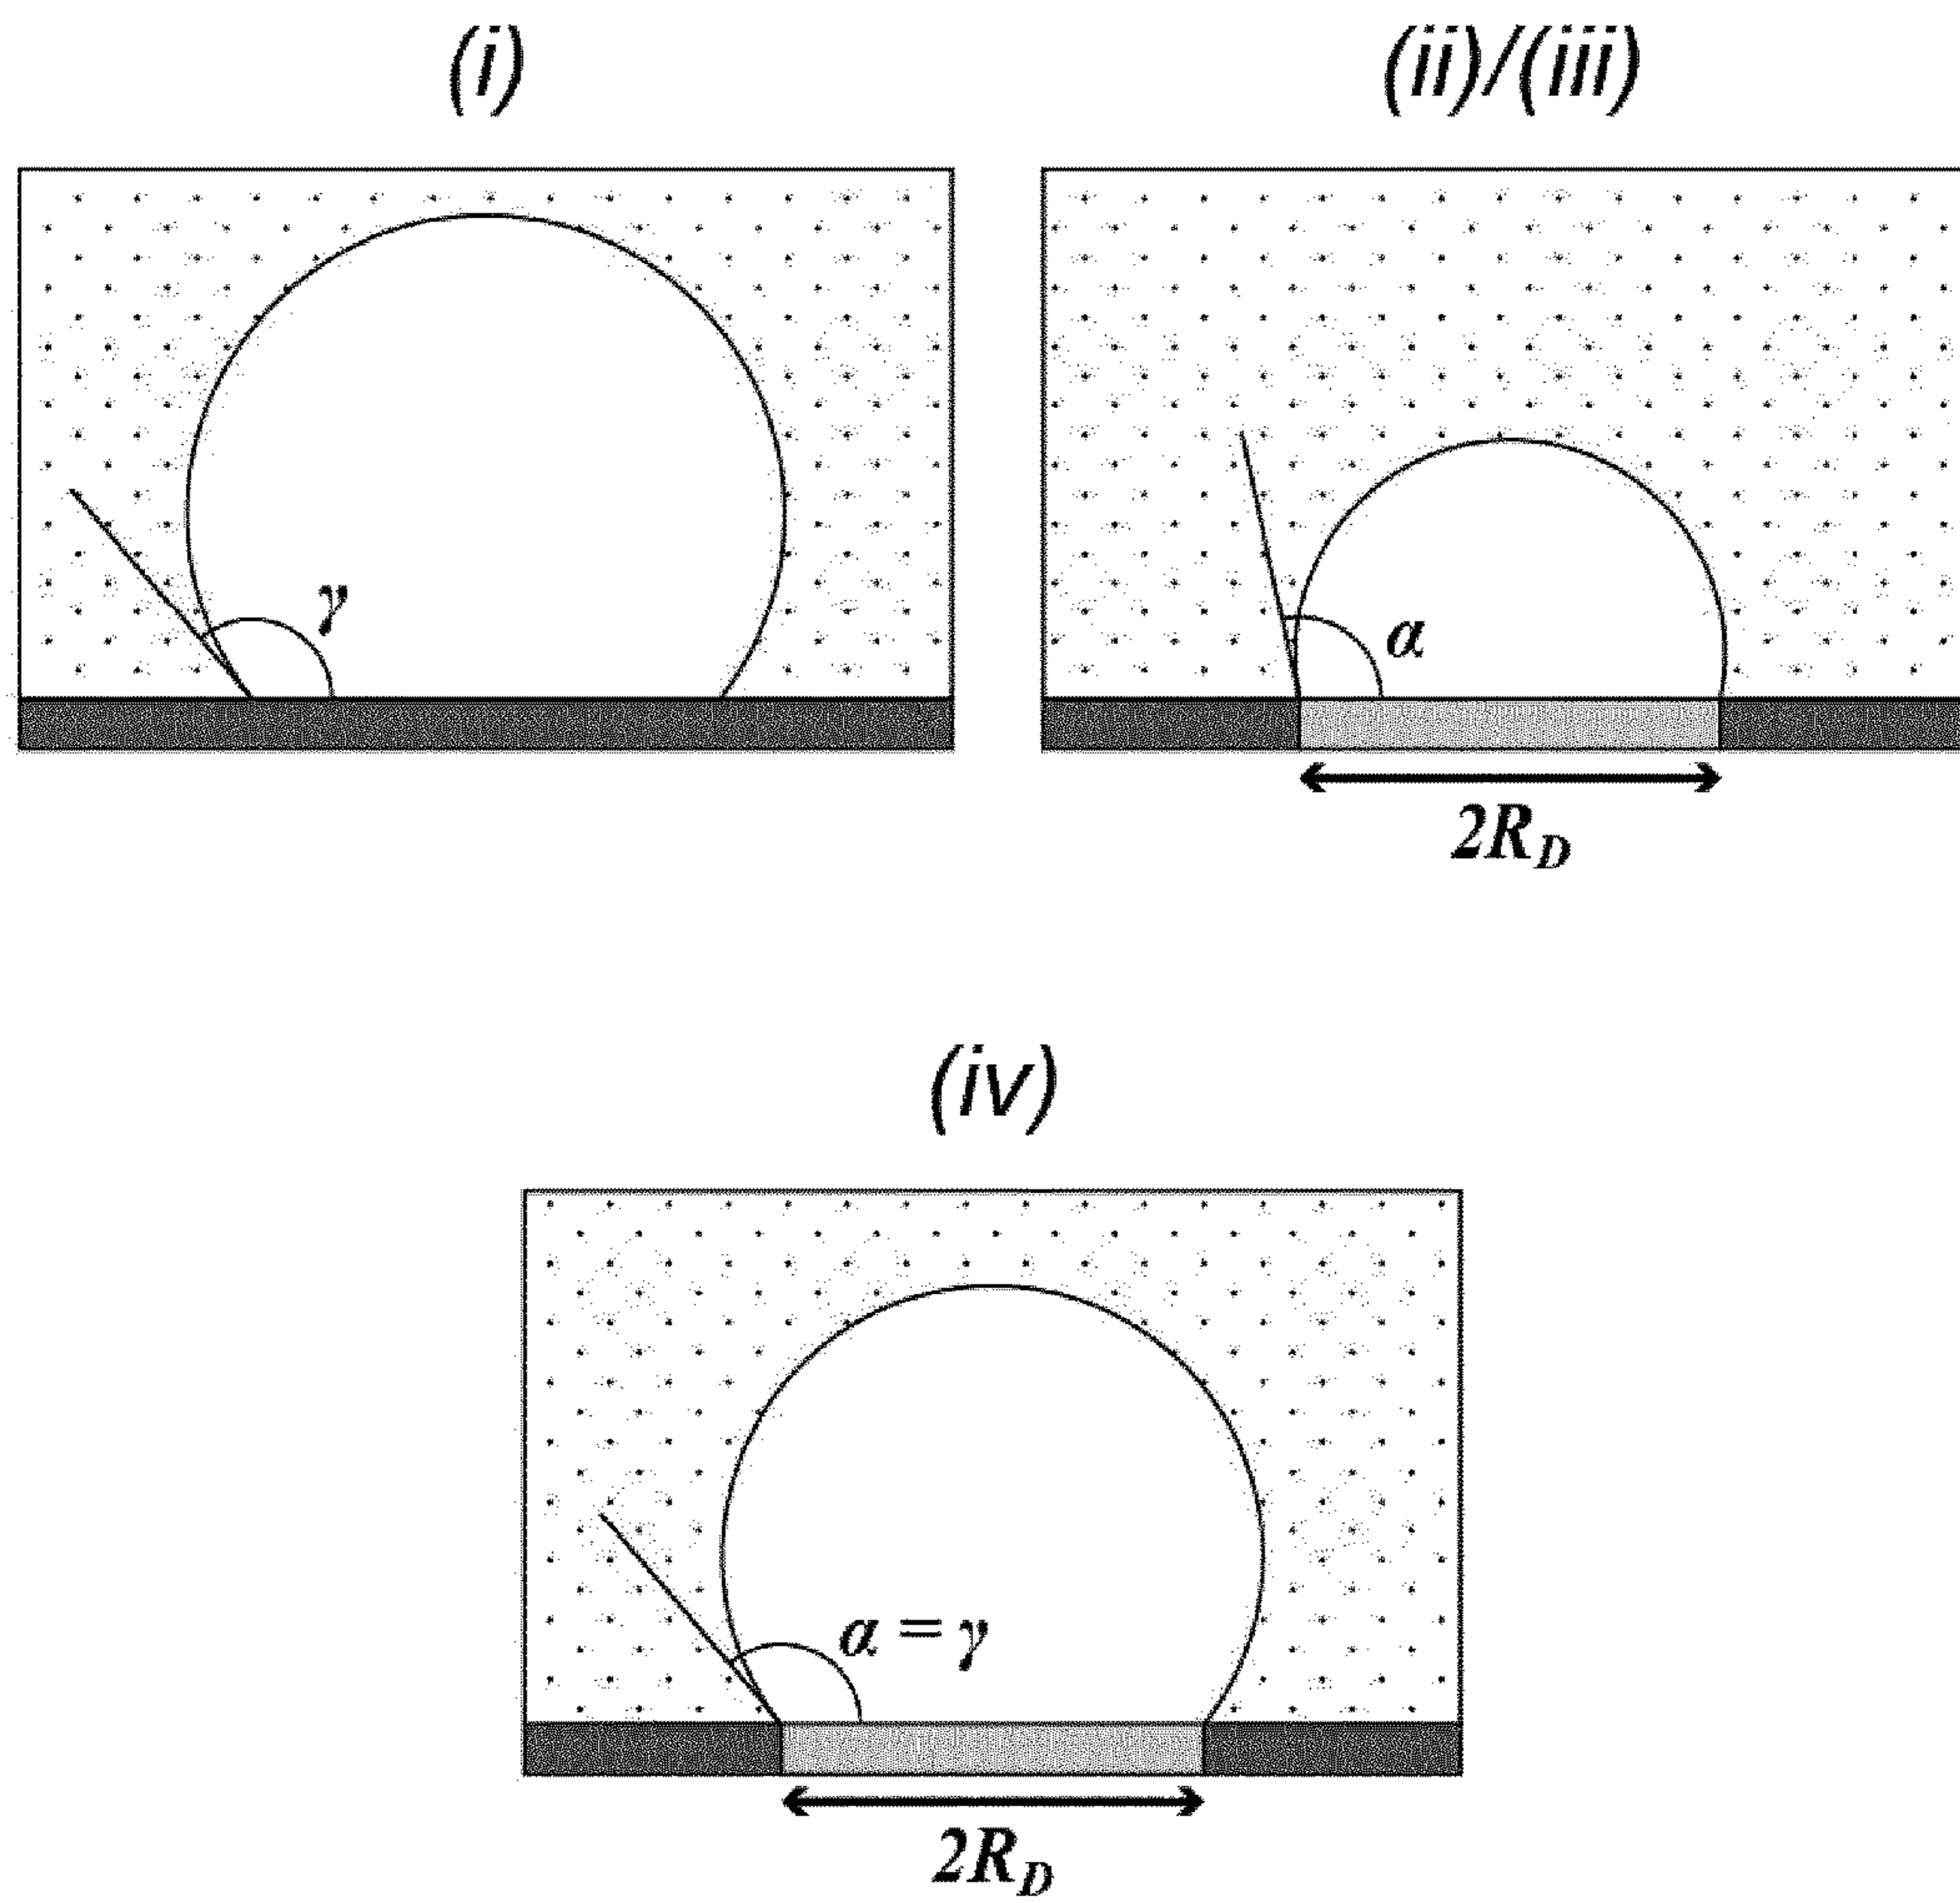 (i)
(ii)/(iii)
γ
α
2R_D
(iv)
α = γ
2R_D